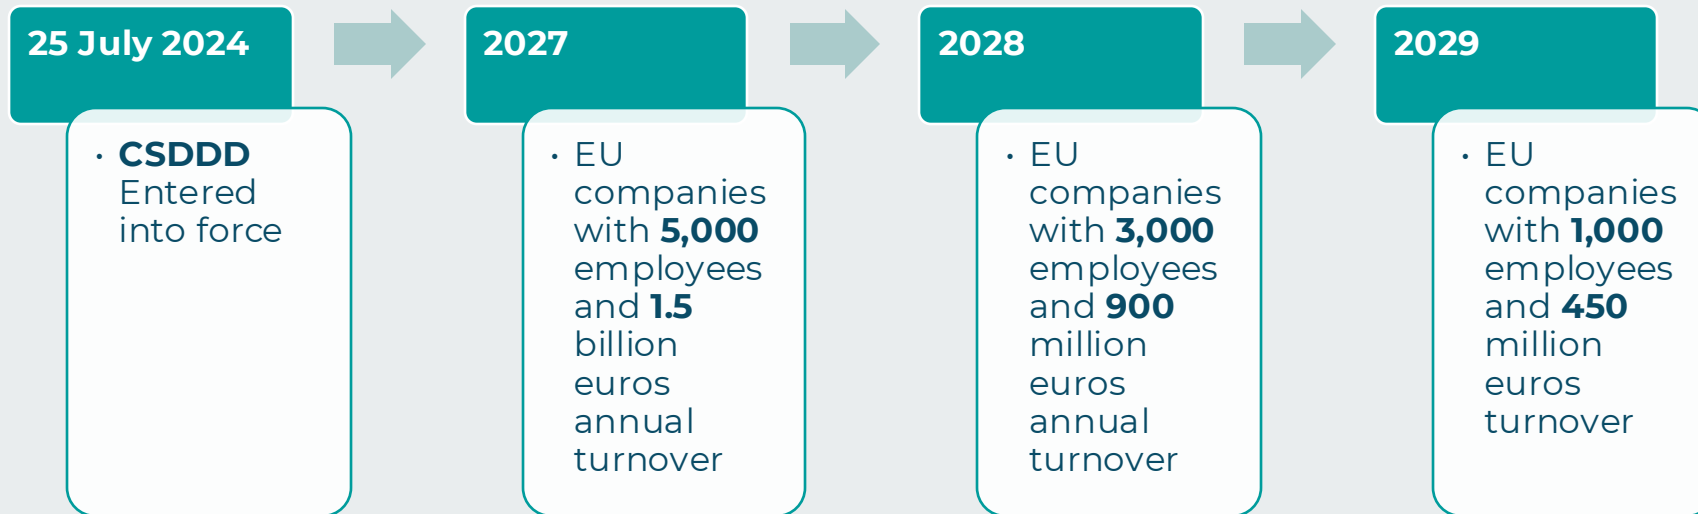 25 July 2024
• CSDDD
Entered
into force
2027
• EU
companies
with 5,000
employees
and 1.5
billion
euros
annual
turnover
2028
• EU
companies
with 3,000
employees
and 900
million
euros
annual
turnover
2029
• EU
companies
with 1,000
employees
and 450
million
euros
turnover